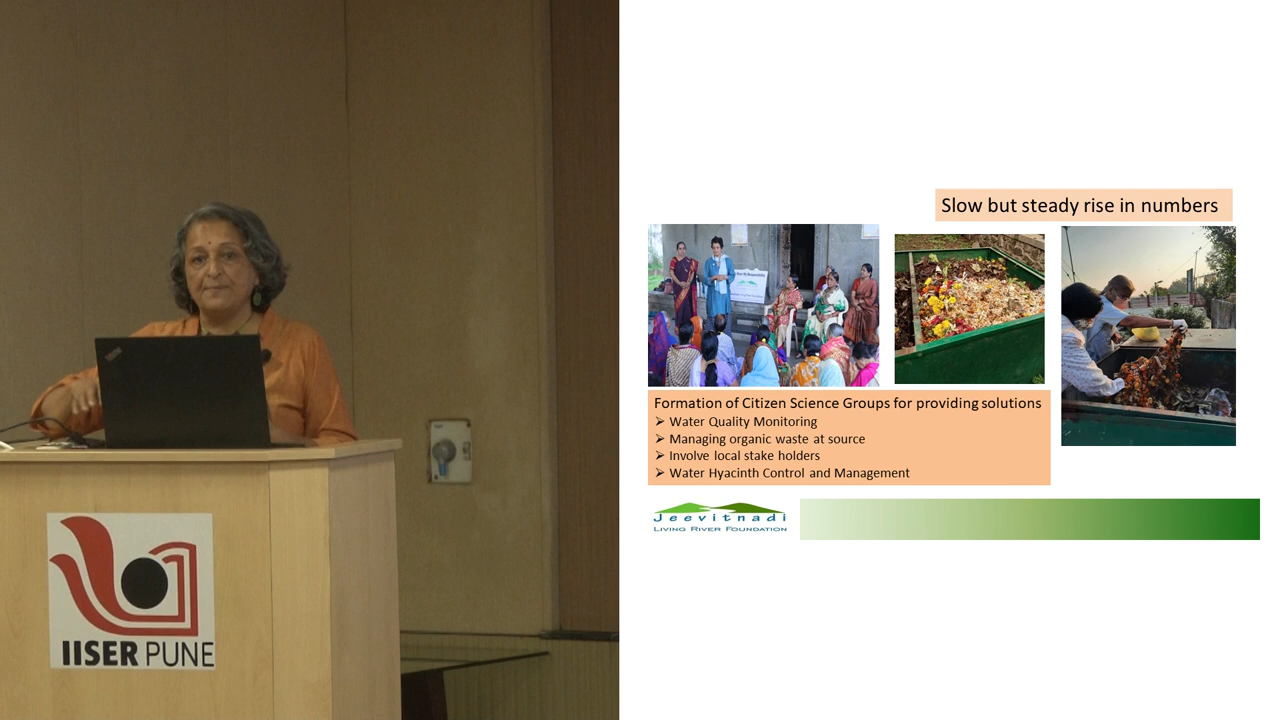 IISER PUNE
Slow but steady rise in numbers
Formation of Citizen Science Groups for providing solutions
➢ Water Quality Monitoring
➢ Managing organic waste at source
➢ Involve local stake holders
➢ Water Hyacinth Control and Management
Jeevitnadi
LIVING RIVER FOUNDATION